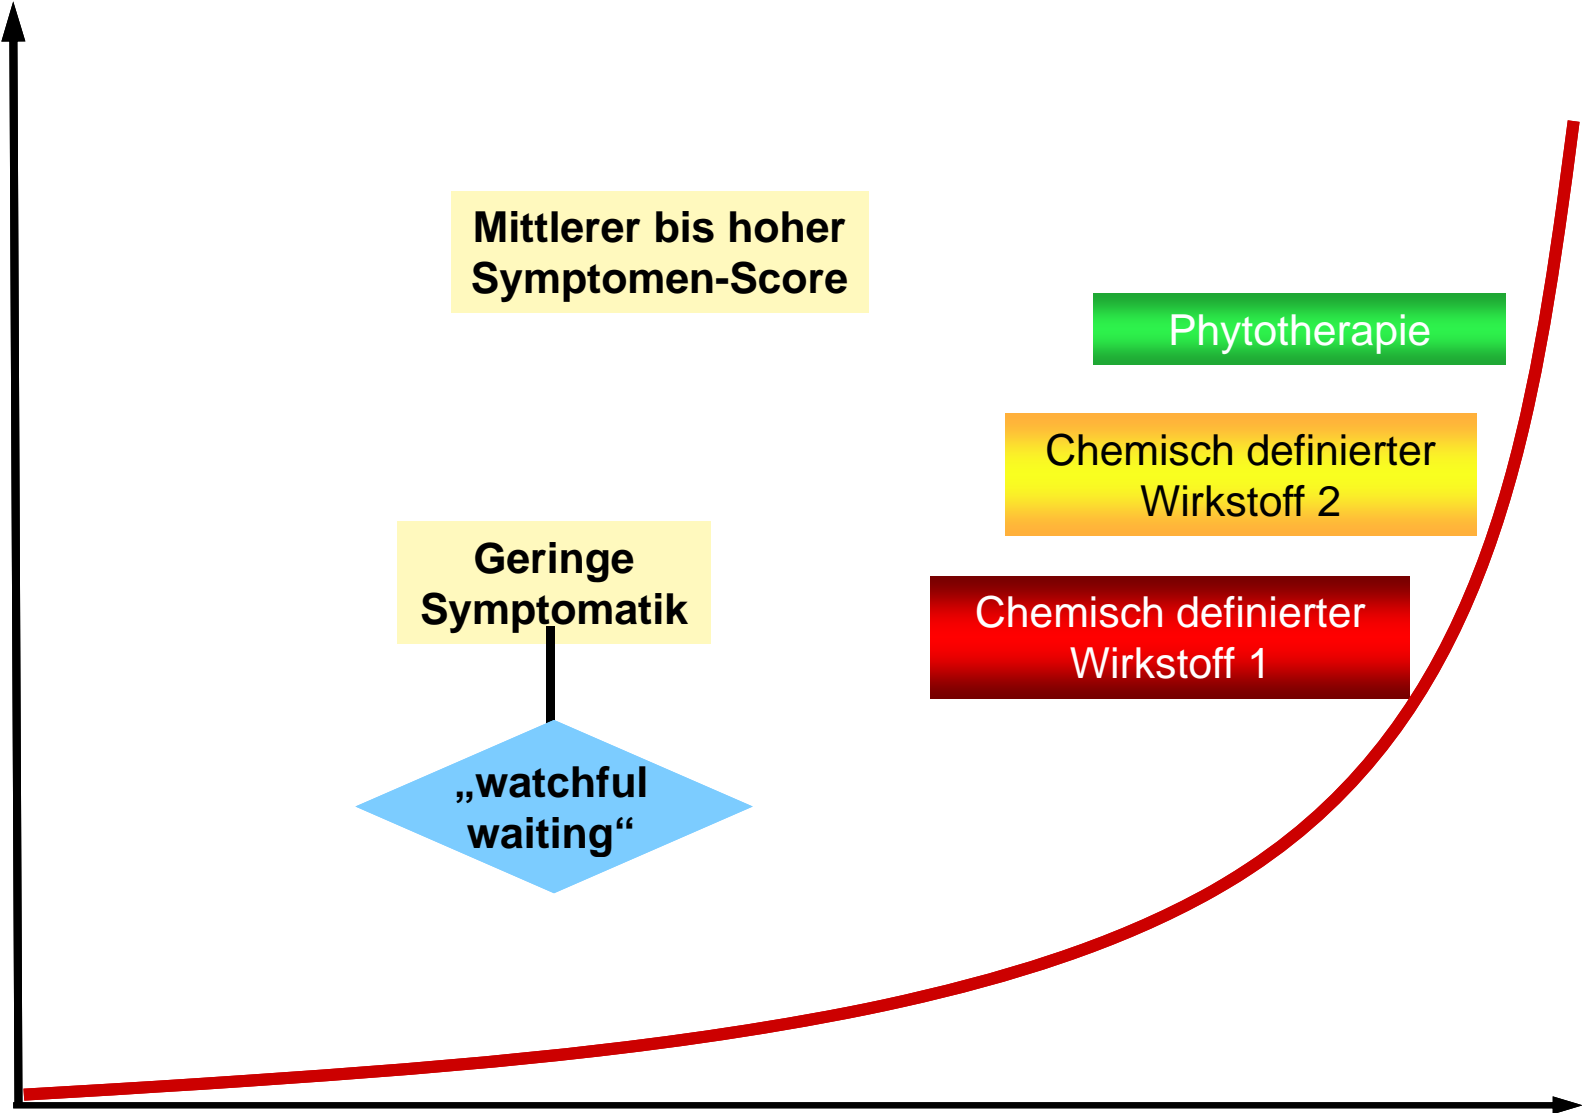 Mittlerer bis hoher
Symptomen-Score
Phytotherapie
Chemisch definierter
Wirkstoff 2
Geringe
Symptomatik
Chemisch definierter
Wirkstoff 1
„watchful
waiting“